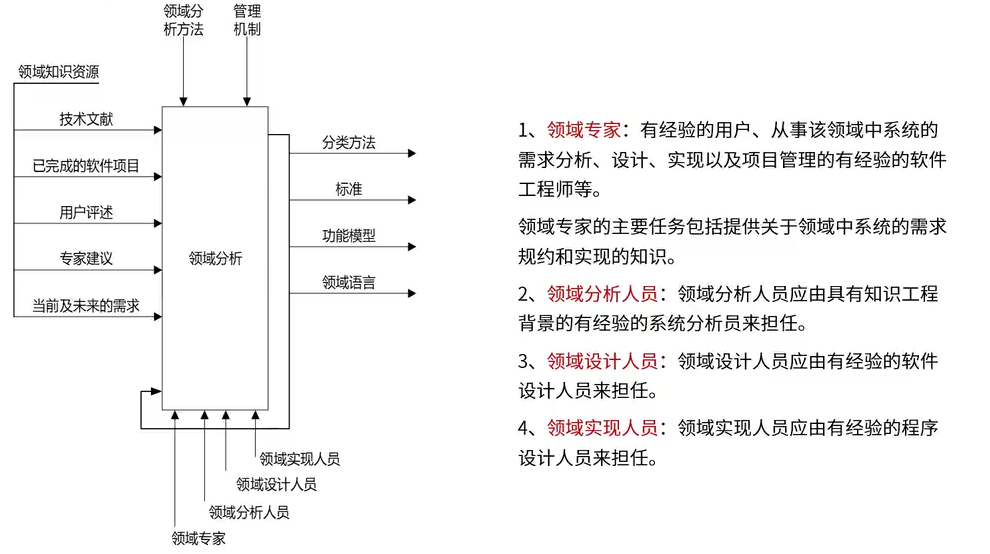 领域分
析方法
管理
机制
领域知识资源
技术文献
已完成的软件项目
用户评述
专家建议
当前及未来的需求
领域分析
分类方法
标准
功能模型
领域语言
领域实现人员
领域设计人员
领域分析人员
领域专家
1、领域专家：有经验的用户、从事该领域中系统的
需求分析、设计、实现以及项目管理的有经验的软件
工程师等。
领域专家的主要任务包括提供关于领域中系统的需求
规约和实现的知识。
2、领域分析人员：领域分析人员应由具有知识工程
背景的有经验的系统分析员来担任。
3、领域设计人员：领域设计人员应由有经验的软件
设计人员来担任。
4、领域实现人员：领域实现人员应由有经验的程序
设计人员来担任。